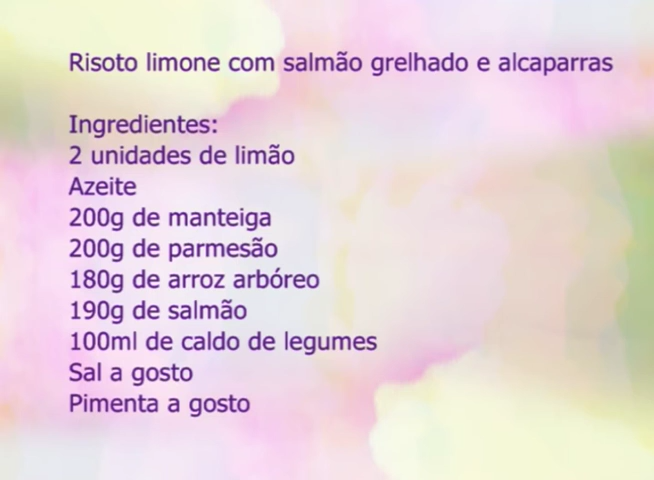 Risoto limone com salmão grelhado e alcaparras
Ingredientes:
2 unidades de limão
Azeite
200g de manteiga
200g de parmesão
180g de arroz arbóreo
190g de salmão
100ml de caldo de legumes
Sal a gosto
Pimenta a gosto